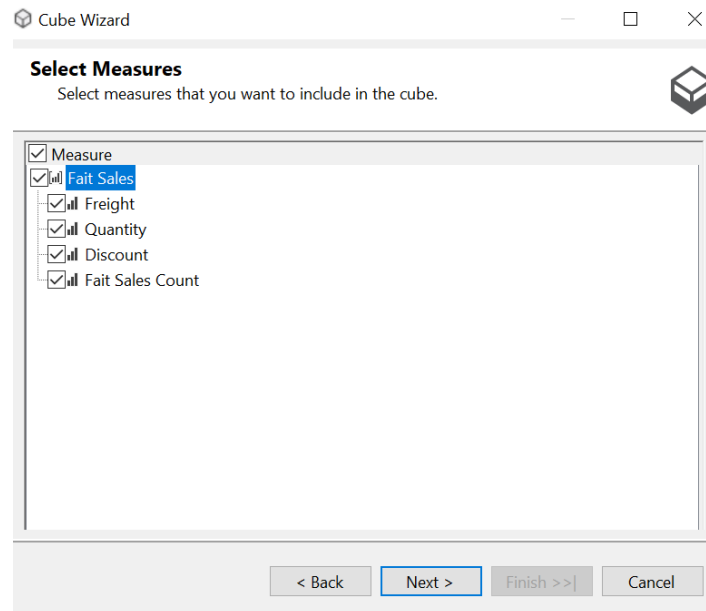 Cube Wizard
Select Measures
Select measures that you want to include in the cube.
Measure
Fait Sales
Freight
Quantity
Discount
Fait Sales Count
< Back Next > Finish >>| Cancel